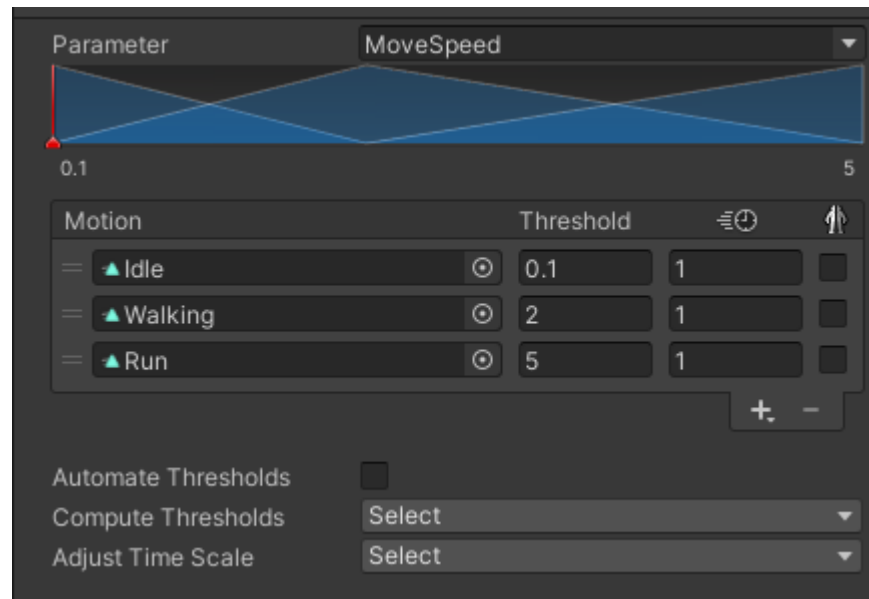 Parameter MoveSpeed
0.1 5
Motion Threshold
Idle 0.1 1
Walking 2 1
Run 5 1
Automate Thresholds
Compute Thresholds Select
Adjust Time Scale Select